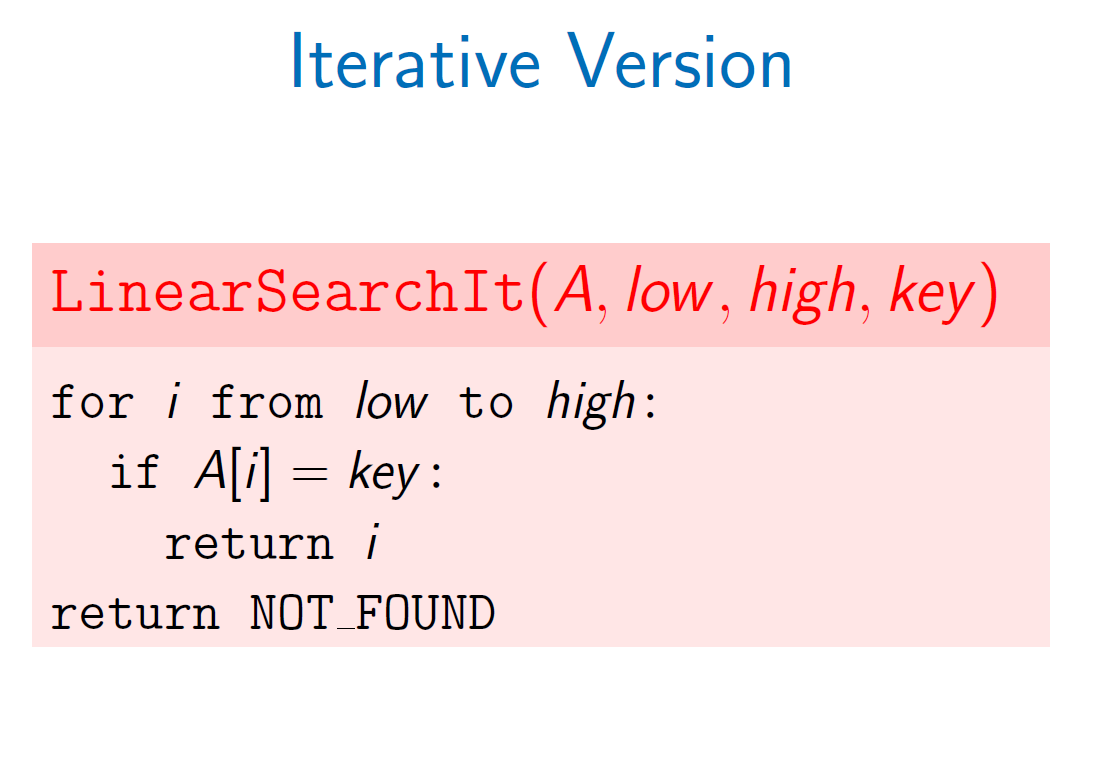 Iterative Version
LinearSearchIt(A, low, high, key)
for i from low to high:
if A[i] = key:
return i
return NOT_FOUND